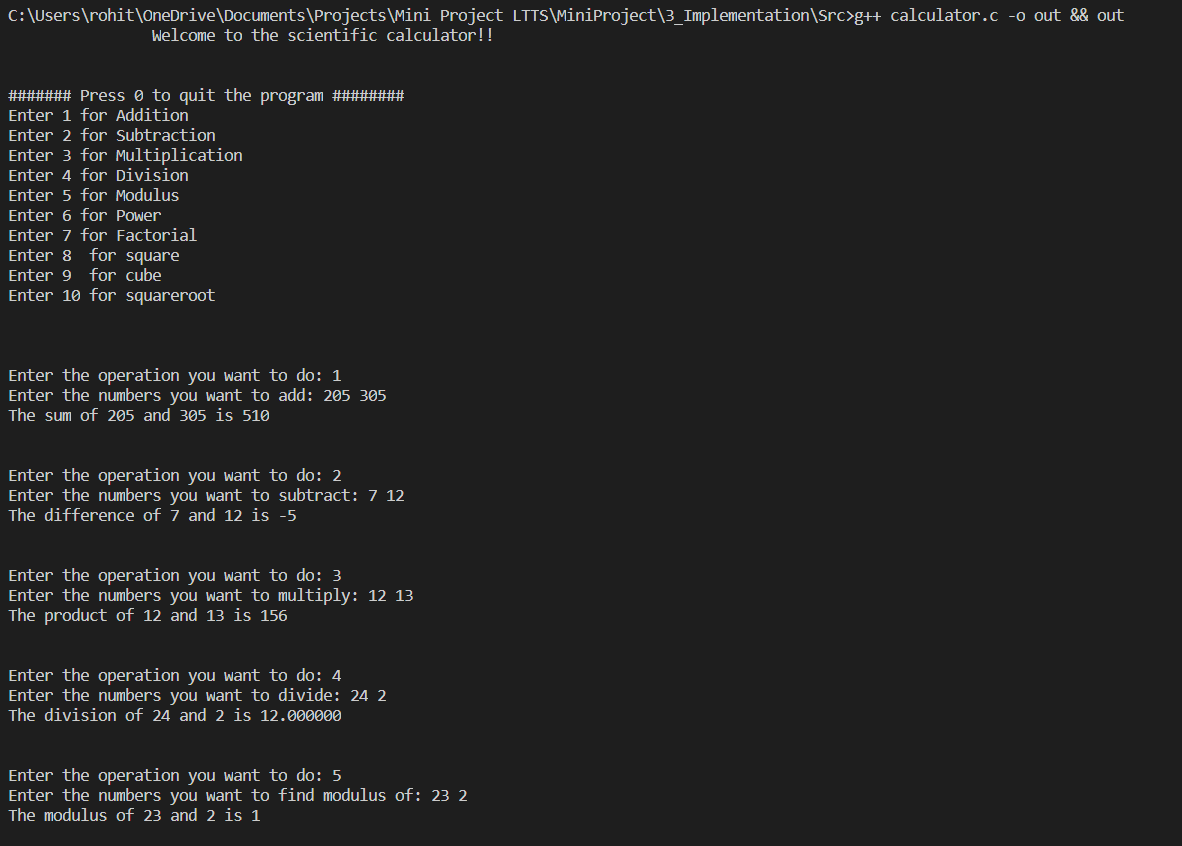 C:\Users\rohit\OneDrive\Documents\Projects\Mini Project LTTS\MiniProject\3_Implementation\Src>g++ calculator.c -o out && out
Welcome to the scientific calculator!!
####### Press 0 to quit the program ########
Enter 1 for Addition
Enter 2 for Subtraction
Enter 3 for Multiplication
Enter 4 for Division
Enter 5 for Modulus
Enter 6 for Power
Enter 7 for Factorial
Enter 8  for square
Enter 9  for cube
Enter 10 for squareroot
Enter the operation you want to do: 1
Enter the numbers you want to add: 205 305
The sum of 205 and 305 is 510
Enter the operation you want to do: 2
Enter the numbers you want to subtract: 7 12
The difference of 7 and 12 is -5
Enter the operation you want to do: 3
Enter the numbers you want to multiply: 12 13
The product of 12 and 13 is 156
Enter the operation you want to do: 4
Enter the numbers you want to divide: 24 2
The division of 24 and 2 is 12.000000
Enter the operation you want to do: 5
Enter the numbers you want to find modulus of: 23 2
The modulus of 23 and 2 is 1